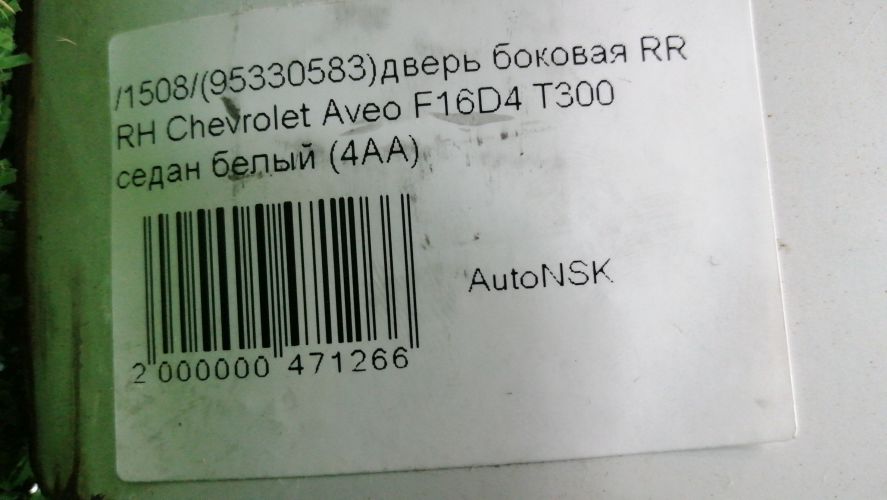 /1508/(95330583)дверь боковая RR
RH Chevrolet Aveo F16D4 T300
седан белый (4AA)
AutoNSK
2 000000 471266